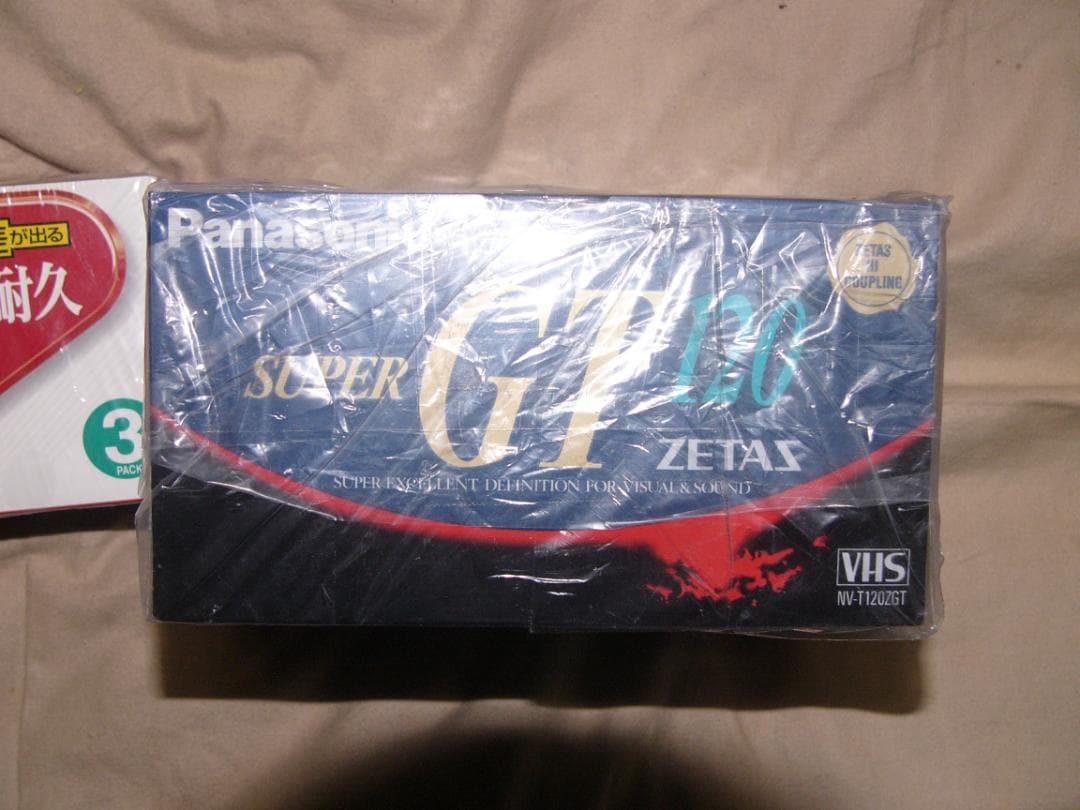 Panasonic
ZETAS
HI
COUPLING
SUPER GT 120
ZETAS
SUPER EXCELLENT DEFINITION FOR VISUAL & SOUND
VHS
NV-T120ZGT
差が出る
耐久
3
PACK